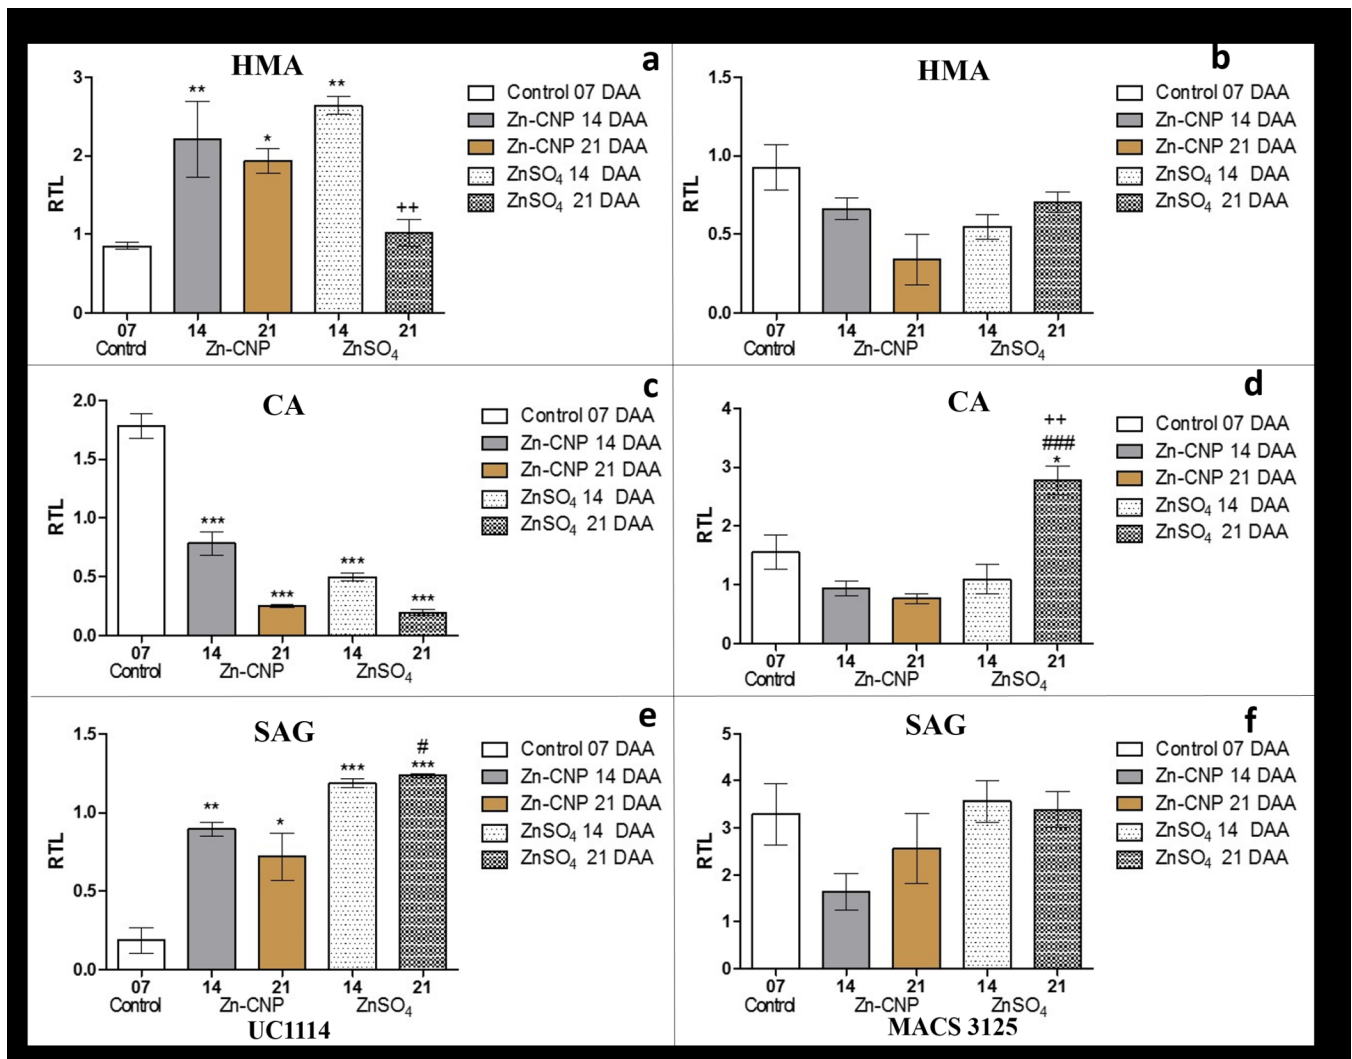 HMA
a
RTL
3
2
1
0
**
*
**
++
07
14
21
14
21
Control
Zn-CNP
ZnSO4
Control 07 DAA
Zn-CNP 14 DAA
Zn-CNP 21 DAA
ZnSO4 14 DAA
ZnSO4 21 DAA
HMA
b
RTL
1.5
1.0
0.5
0.0
07
14
21
14
21
Control
Zn-CNP
ZnSO4
Control 07 DAA
Zn-CNP 14 DAA
Zn-CNP 21 DAA
ZnSO4 14 DAA
ZnSO4 21 DAA
CA
c
RTL
2.0
1.5
1.0
0.5
0.0
***
***
***
***
07
14
21
14
21
Control
Zn-CNP
ZnSO4
Control 07 DAA
Zn-CNP 14 DAA
Zn-CNP 21 DAA
ZnSO4 14 DAA
ZnSO4 21 DAA
CA
d
RTL
4
3
2
1
0
++
###
*
07
14
21
14
21
Control
Zn-CNP
ZnSO4
Control 07 DAA
Zn-CNP 14 DAA
Zn-CNP 21 DAA
ZnSO4 14 DAA
ZnSO4 21 DAA
SAG
e
RTL
1.5
1.0
0.5
0.0
**
*
***
#
***
07
14
21
14
21
Control
Zn-CNP
ZnSO4
Control 07 DAA
Zn-CNP 14 DAA
Zn-CNP 21 DAA
ZnSO4 14 DAA
ZnSO4 21 DAA
UC1114
SAG
f
RTL
5
4
3
2
1
0
07
14
21
14
21
Control
Zn-CNP
ZnSO4
Control 07 DAA
Zn-CNP 14 DAA
Zn-CNP 21 DAA
ZnSO4 14 DAA
ZnSO4 21 DAA
MACS 3125